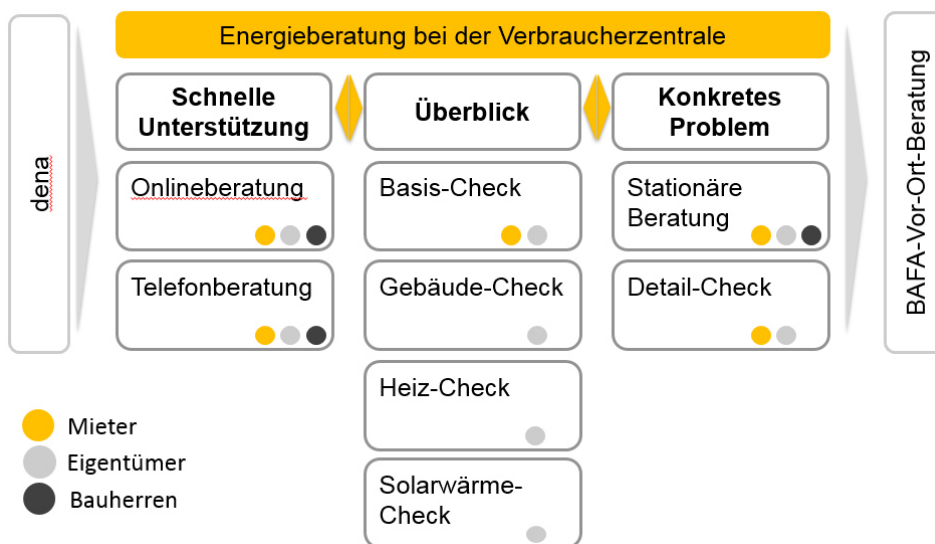 Energieberatung bei der Verbraucherzentrale
dena
Schnelle
Unterstützung
Überblick
Konkretes
Problem
Onlineberatung
Basis-Check
Stationäre
Beratung
Telefonberatung
Gebäude-Check
Detail-Check
Heiz-Check
Solarwärme-
Check
BAFA-Vor-Ort-Beratung
Mieter
Eigentümer
Bauherren